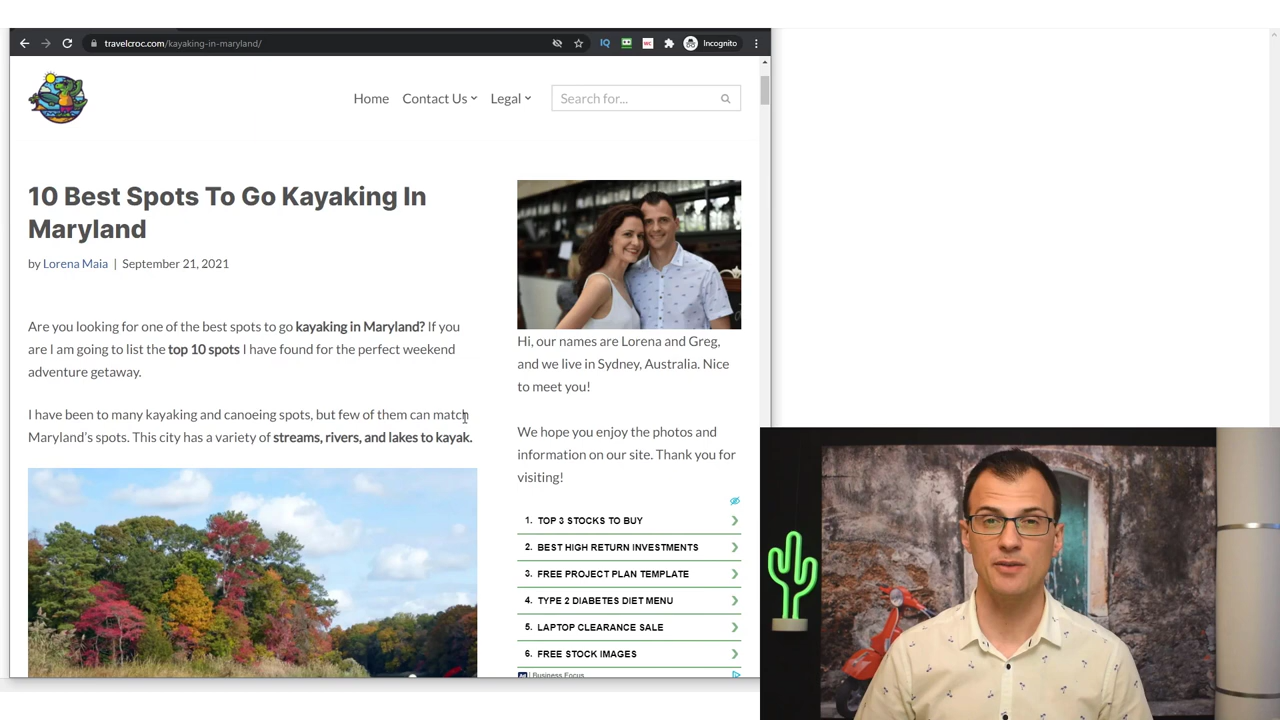 travelcroc.com/kayaking-in-maryland/
IQ
Incognito
Home Contact Us Legal Search for...
10 Best Spots To Go Kayaking In
Maryland
by Lorena Maia | September 21, 2021
Are you looking for one of the best spots to go kayaking in Maryland? If you
are I am going to list the top 10 spots I have found for the perfect weekend
adventure getaway.
I have been to many kayaking and canoeing spots, but few of them can match
Maryland's spots. This city has a variety of streams, rivers, and lakes to kayak.
Hi, our names are Lorena and Greg,
and we live in Sydney, Australia. Nice
to meet you!
We hope you enjoy the photos and
information on our site. Thank you for
visiting!
1. TOP 3 STOCKS TO BUY
2. BEST HIGH RETURN INVESTMENTS
3. FREE PROJECT PLAN TEMPLATE
4. TYPE 2 DIABETES DIET MENU
5. LAPTOP CLEARANCE SALE
6. FREE STOCK IMAGES
Ad | Business Focus